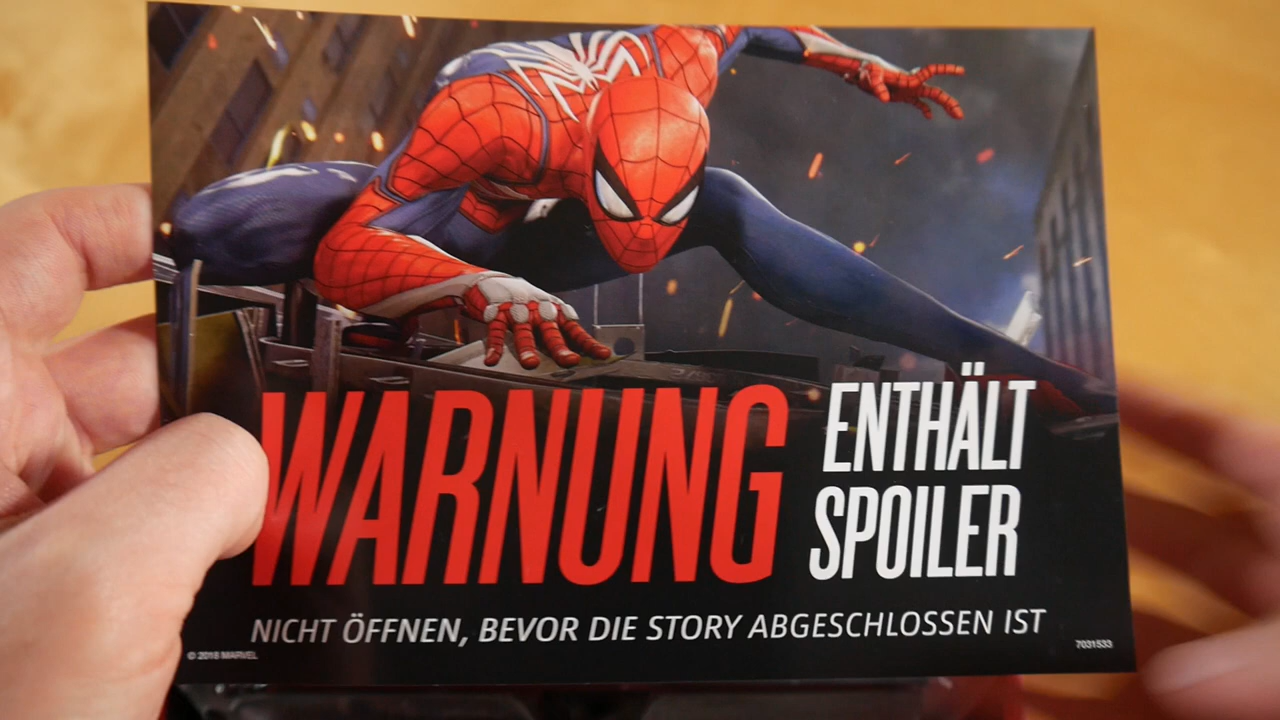 WARNUNG
ENTHÄLT
SPOILER
NICHT ÖFFNEN, BEVOR DIE STORY ABGESCHLOSSEN IST
© 2018 MARVEL
7031533